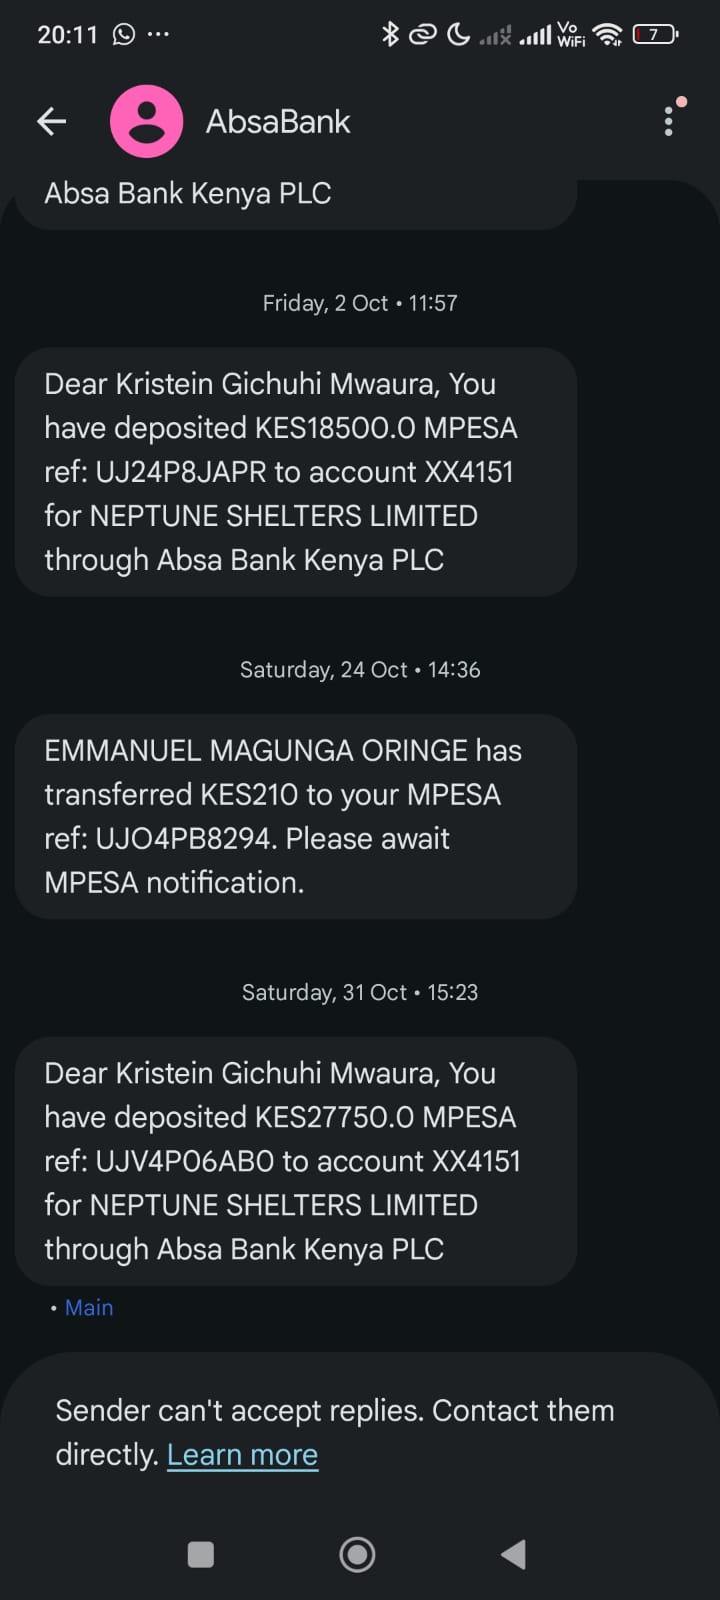 20:11
Vo
WiFi
7
AbsaBank
Absa Bank Kenya PLC
Friday, 2 Oct • 11:57
Dear Kristein Gichuhi Mwaura, You
have deposited KES18500.0 MPESA
ref: UJ24P8JAPR to account XX4151
for NEPTUNE SHELTERS LIMITED
through Absa Bank Kenya PLC
Saturday, 24 Oct • 14:36
EMMANUEL MAGUNGA ORINGE has
transferred KES210 to your MPESA
ref: UJO4PB8294. Please await
MPESA notification.
Saturday, 31 Oct • 15:23
Dear Kristein Gichuhi Mwaura, You
have deposited KES27750.0 MPESA
ref: UJV4P06AB0 to account XX4151
for NEPTUNE SHELTERS LIMITED
through Absa Bank Kenya PLC
• Main
Sender can't accept replies. Contact them
directly. Learn more